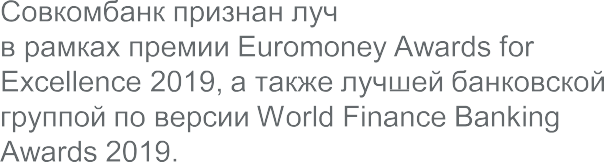 Совкомбанк признан луч
в рамках премии Euromoney Awards for
Excellence 2019, а также лучшей банковской
группой по версии World Finance Banking
Awards 2019.